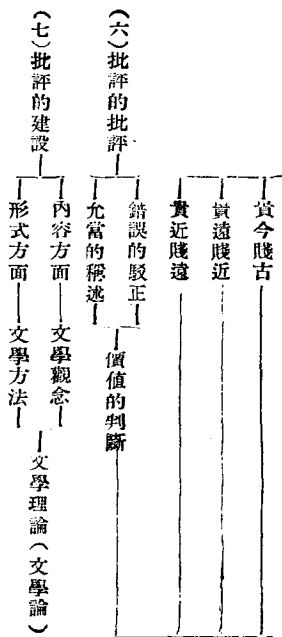 貴今賤古
貴遠賤近
貴近賤遠
(六)批評的批評
錯誤的駁正
允當的稱述
價值的判斷
(七)批評的建設
內容方面
文學觀念
形式方面
文學方法
文學理論(文學論)